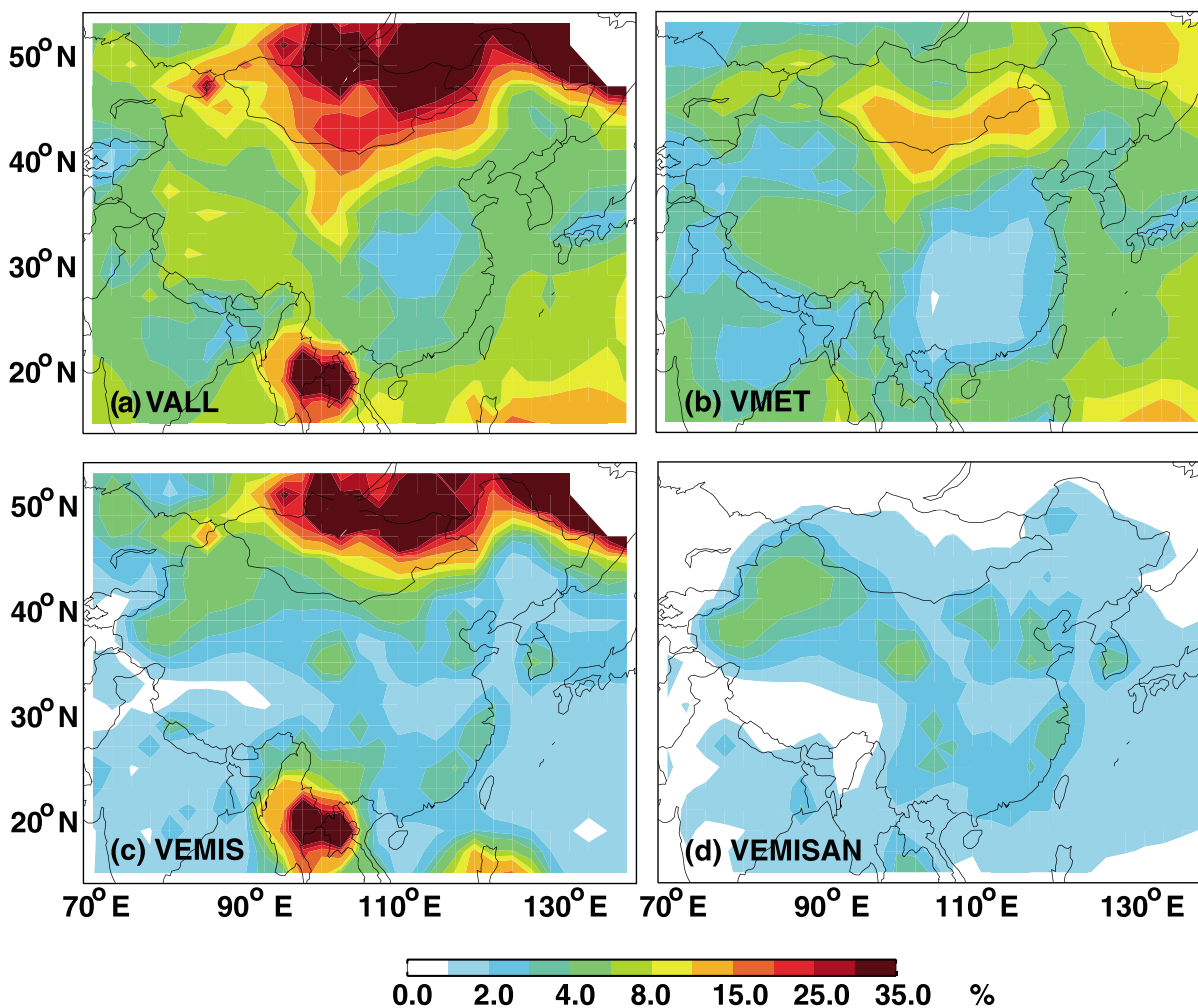 50° N
40° N
30° N
20° N
(a) VALL
(b) VMET
50° N
40° N
30° N
20° N
(c) VEMIS
(d) VEMISAN
70° E 90° E 110° E 130° E
70° E 90° E 110° E 130° E
0.0 2.0 4.0 8.0 15.0 25.0 35.0 %